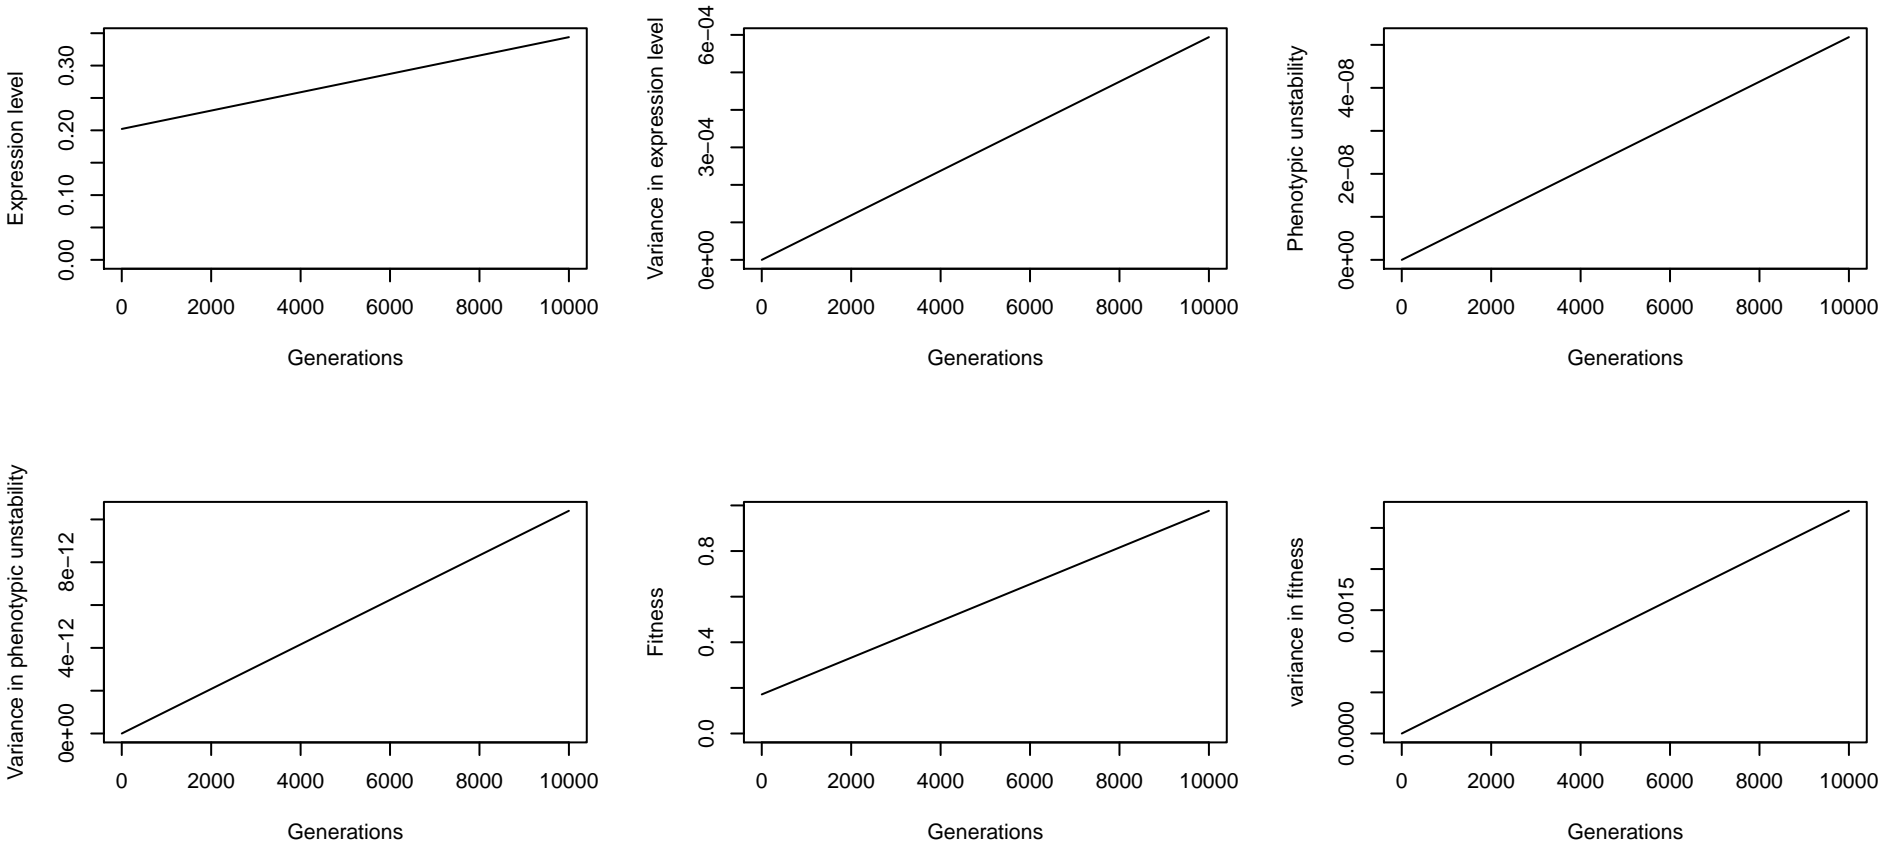 Expression level
0.00 0.10 0.20 0.30
0 2000 4000 6000 8000 10000
Generations
Variance in expression level
0e+00 3e−04 6e−04
0 2000 4000 6000 8000 10000
Generations
Phenotypic unstability
0e+00 2e−08 4e−08
0 2000 4000 6000 8000 10000
Generations
Variance in phenotypic unstability
0e+00 4e−12 8e−12
0 2000 4000 6000 8000 10000
Generations
Fitness
0.0 0.4 0.8
0 2000 4000 6000 8000 10000
Generations
variance in fitness
0.0000 0.0015
0 2000 4000 6000 8000 10000
Generations